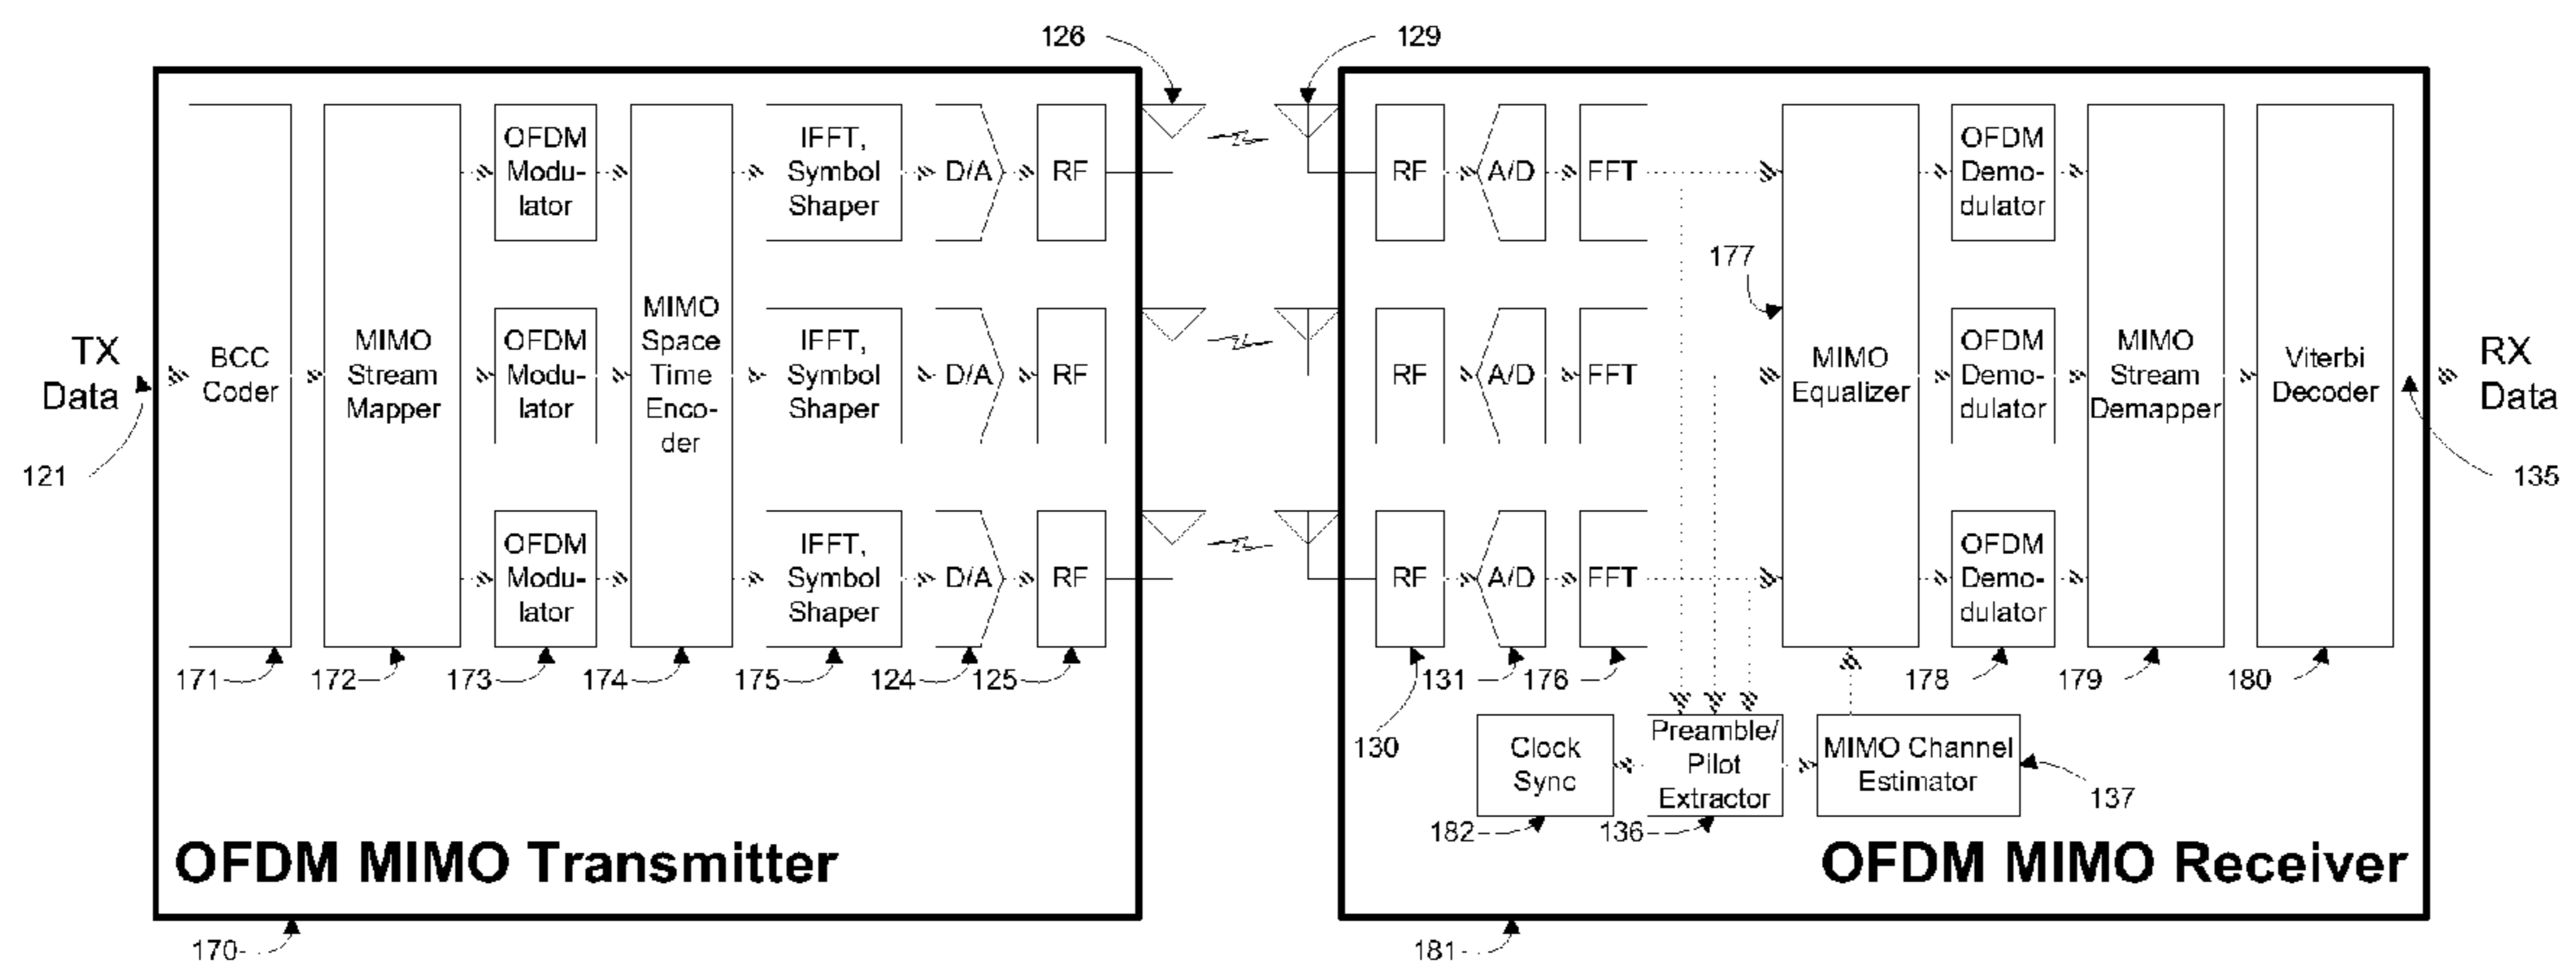 126
129
TX
Data
121
BCC
Coder
MIMO
Stream
Mapper
OFDM
Modu-
lator
OFDM
Modu-
lator
OFDM
Modu-
lator
MIMO
Space
Time
Enco-
der
IFFT,
Symbol
Shaper
IFFT,
Symbol
Shaper
IFFT,
Symbol
Shaper
D/A
D/A
D/A
RF
RF
RF
171
172
173
174
175
124
125
OFDM MIMO Transmitter
170
RF
RF
RF
A/D
A/D
A/D
FFT
FFT
FFT
177
MIMO
Equalizer
OFDM
Demo-
dulator
OFDM
Demo-
dulator
OFDM
Demo-
dulator
MIMO
Stream
Demapper
Viterbi
Decoder
RX
Data
135
130
131
176
178
179
180
Clock
Sync
182
Preamble/
Pilot
Extractor
136
MIMO Channel
Estimator
137
OFDM MIMO Receiver
181